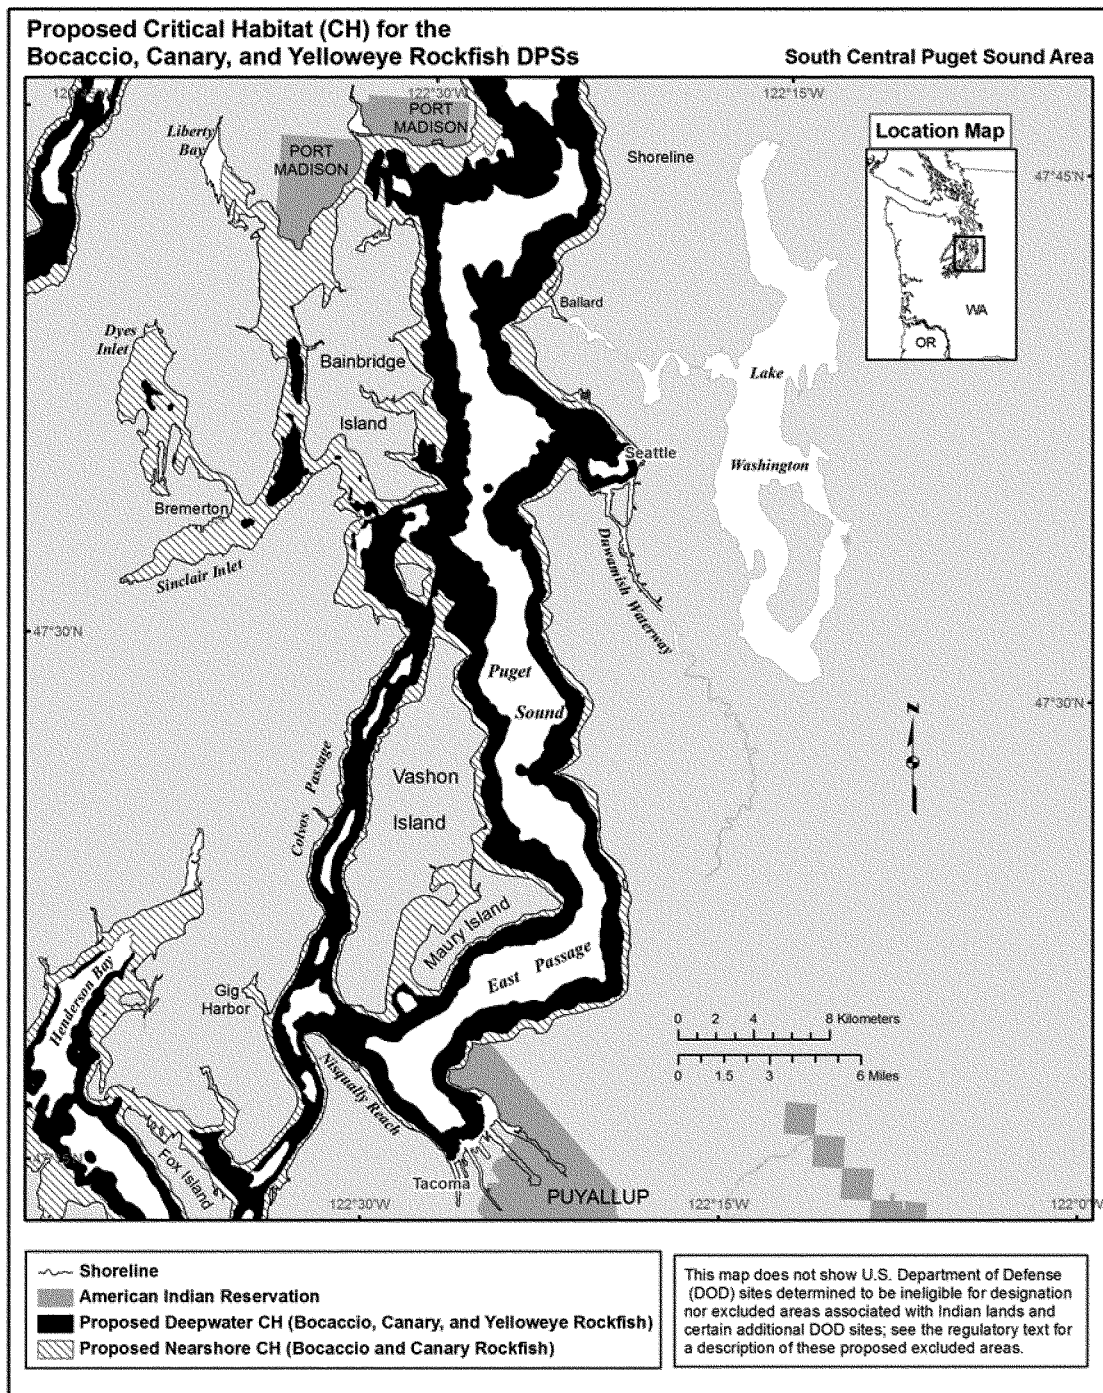 Proposed Critical Habitat (CH) for the
Bocaccio, Canary, and Yelloweye Rockfish DPSs
South Central Puget Sound Area
122°30'W
122°15'W
PORT
MADISON
Liberty
Bay
PORT
MADISON
Shoreline
Location Map
47°45'N
WA
OR
Ballard
Dyes
Inlet
Bainbridge
Island
Lake
Washington
Seattle
Bremerton
Sinclair Inlet
Duwamish Waterway
47°30'N
Puget
Sound
47°30'N
N
Vashon
Island
Colvos Passage
Maury Island
East Passage
Henderson Bay
Gig
Harbor
0 2 4 8 Kilometers
0 1.5 3 6 Miles
Nisqually Reach
Fox Island
Tacoma
PUYALLUP
122°30'W
122°15'W
122°0'W
Shoreline
American Indian Reservation
Proposed Deepwater CH (Bocaccio, Canary, and Yelloweye Rockfish)
Proposed Nearshore CH (Bocaccio and Canary Rockfish)
This map does not show U.S. Department of Defense
(DOD) sites determined to be ineligible for designation
nor excluded areas associated with Indian lands and
certain additional DOD sites; see the regulatory text for
a description of these proposed excluded areas.